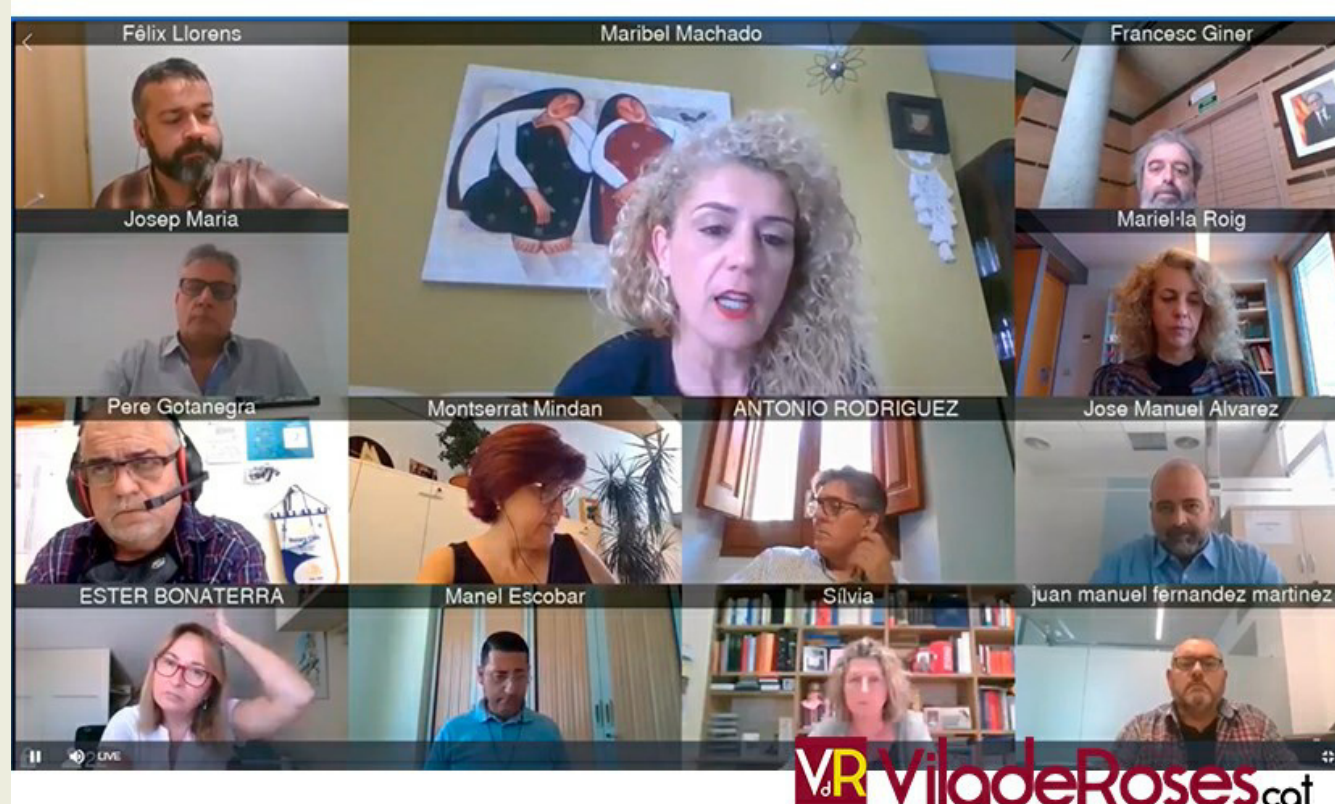 Fêlix Llorens
Maribel Machado
Francesc Giner
Josep Maria
Mariel·la Roig
Pere Gotanegra
Montserrat Mindan
ANTONIO RODRIGUEZ
Jose Manuel Alvarez
ESTER BONATERRA
Manel Escobar
Sílvia
juan manuel fernandez martinez
LIVE
VdR ViladeRoses.cat